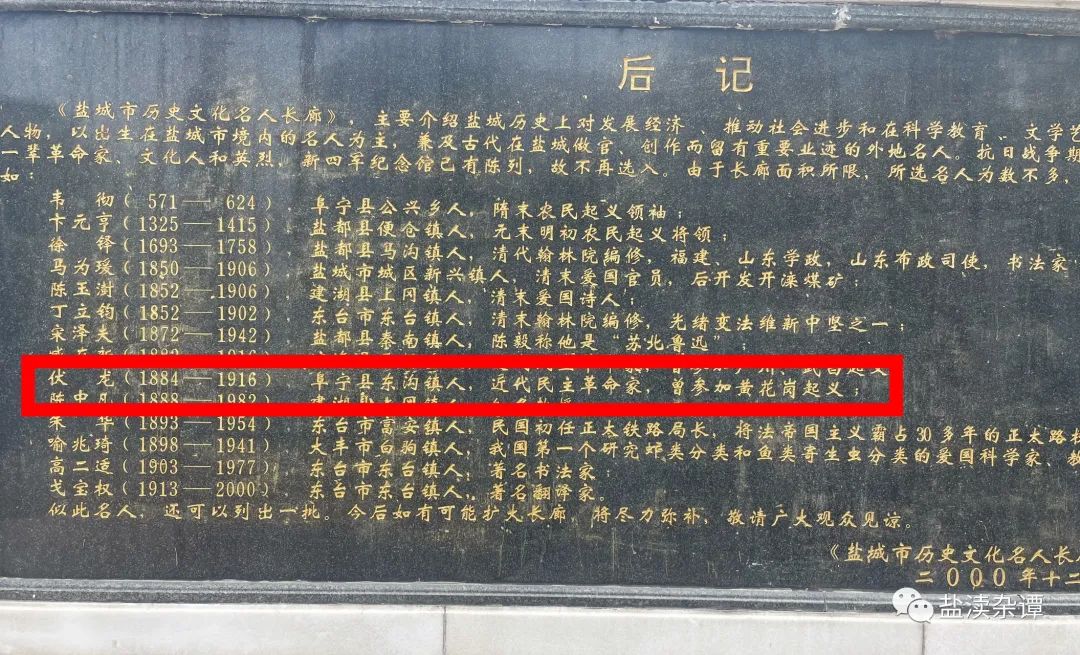 后 记
《盐城市历史文化名人长廊》，主要介绍盐城历史上对发展经济、推动社会进步和在科学教育、文学艺
人物，以出生在盐城市境内的名人为主，兼及古代在盐城做官、创作而留有重要业迹的外地名人。抗日战争期
一辈革命家、文化人和英烈，新四军纪念馆已有陈列，故不再选入。由于长廊面积所限，所选名人为数不多，
如：
韦 彻（571—624）、阜宁县公兴乡人，隋末农民起义领袖；
卞元亨（1325—1415）、盐都县便仓镇人，元末明初农民起义将领；
徐 铎（1693—1758）、盐都县马沟镇人，清代翰林院编修，福建、山东学政，山东布政司使，书法家
马为瑗（1850—1906）、盐城市城区新兴镇人，清末爱国官员，后开发开滦煤矿；
陈玉澍（1852—1906）、建湖县上冈镇人，清末爱国诗人；
丁立钧（1852—1902）、东台市东台镇人，清末翰林院编修，光绪变法维新中坚之一；
宋泽夫（1872—1942）、盐都县秦南镇人，陈毅称他是“苏北鲁迅”；
伏 龙（1884—1916）、阜宁县东沟镇人，近代民主革命家，曾参加黄花岗起义；
陈中凡（1888—1982）、建湖县
华（1893—1954）、东台市富安镇人，民国初任正太铁路局长，将法帝国主义霸占30多年的正太路
喻兆琦（1898—1941）、大丰市白驹镇人，我国第一个研究虾类分类和鱼类寄生虫分类的爱国科学家、教
高二适（1903—1977）、东台市东台镇人，著名书法家；
戈宝权（1913—2000）、东台市东台镇人，著名翻译家。
似此名人，还可以列出一批。今后如有可能扩大长廊，将尽力弥补，敬请广大观众见谅。
《盐城市历史文化名人长
二000年十二
盐渎杂谭